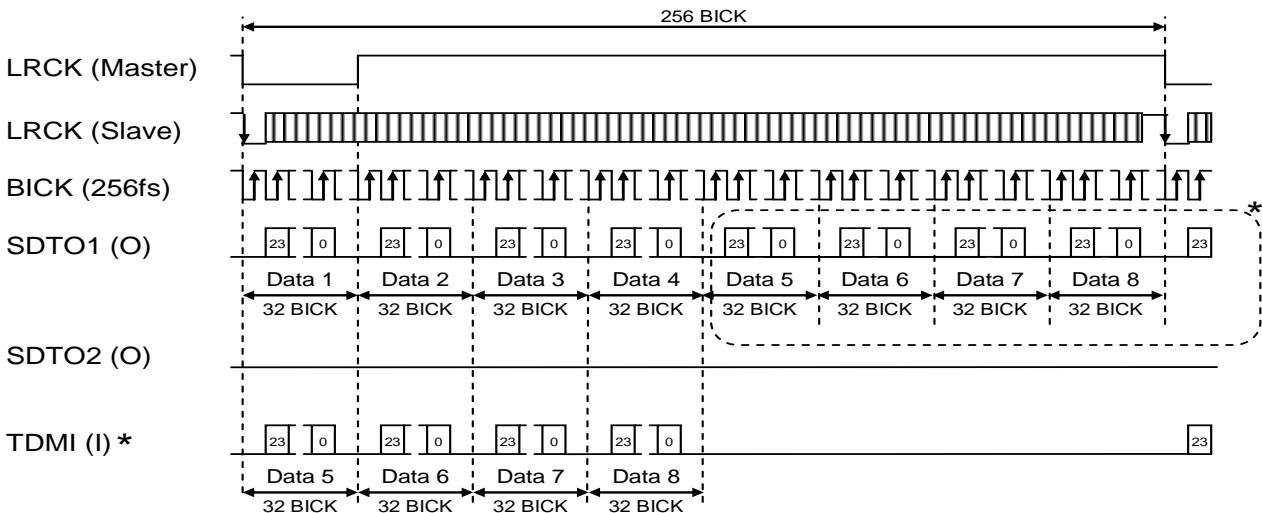 256 BICK
LRCK (Master)
LRCK (Slave)
BICK (256fs)
*
SDTO1 (O)
23 0 23 0 23 0 23 0 23 0 23 0 23 0 23 0 23
Data 1 Data 2 Data 3 Data 4 Data 5 Data 6 Data 7 Data 8
32 BICK 32 BICK 32 BICK 32 BICK 32 BICK 32 BICK 32 BICK 32 BICK
SDTO2 (O)
TDMI (I) *
23 0 23 0 23 0 23 0 23
Data 5 Data 6 Data 7 Data 8
32 BICK 32 BICK 32 BICK 32 BICK